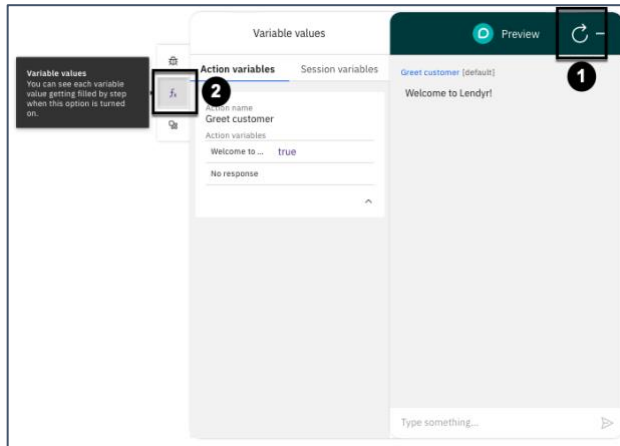 Variable values
Preview
1
Variable values
You can see each variable
value getting filled by step
when this option is turned
on.
fx
2
Action variables
Session variables
Action name
Greet customer
Action variables
Welcome to ... true
No response
Greet customer [default]
Welcome to Lendyr!
Type something...